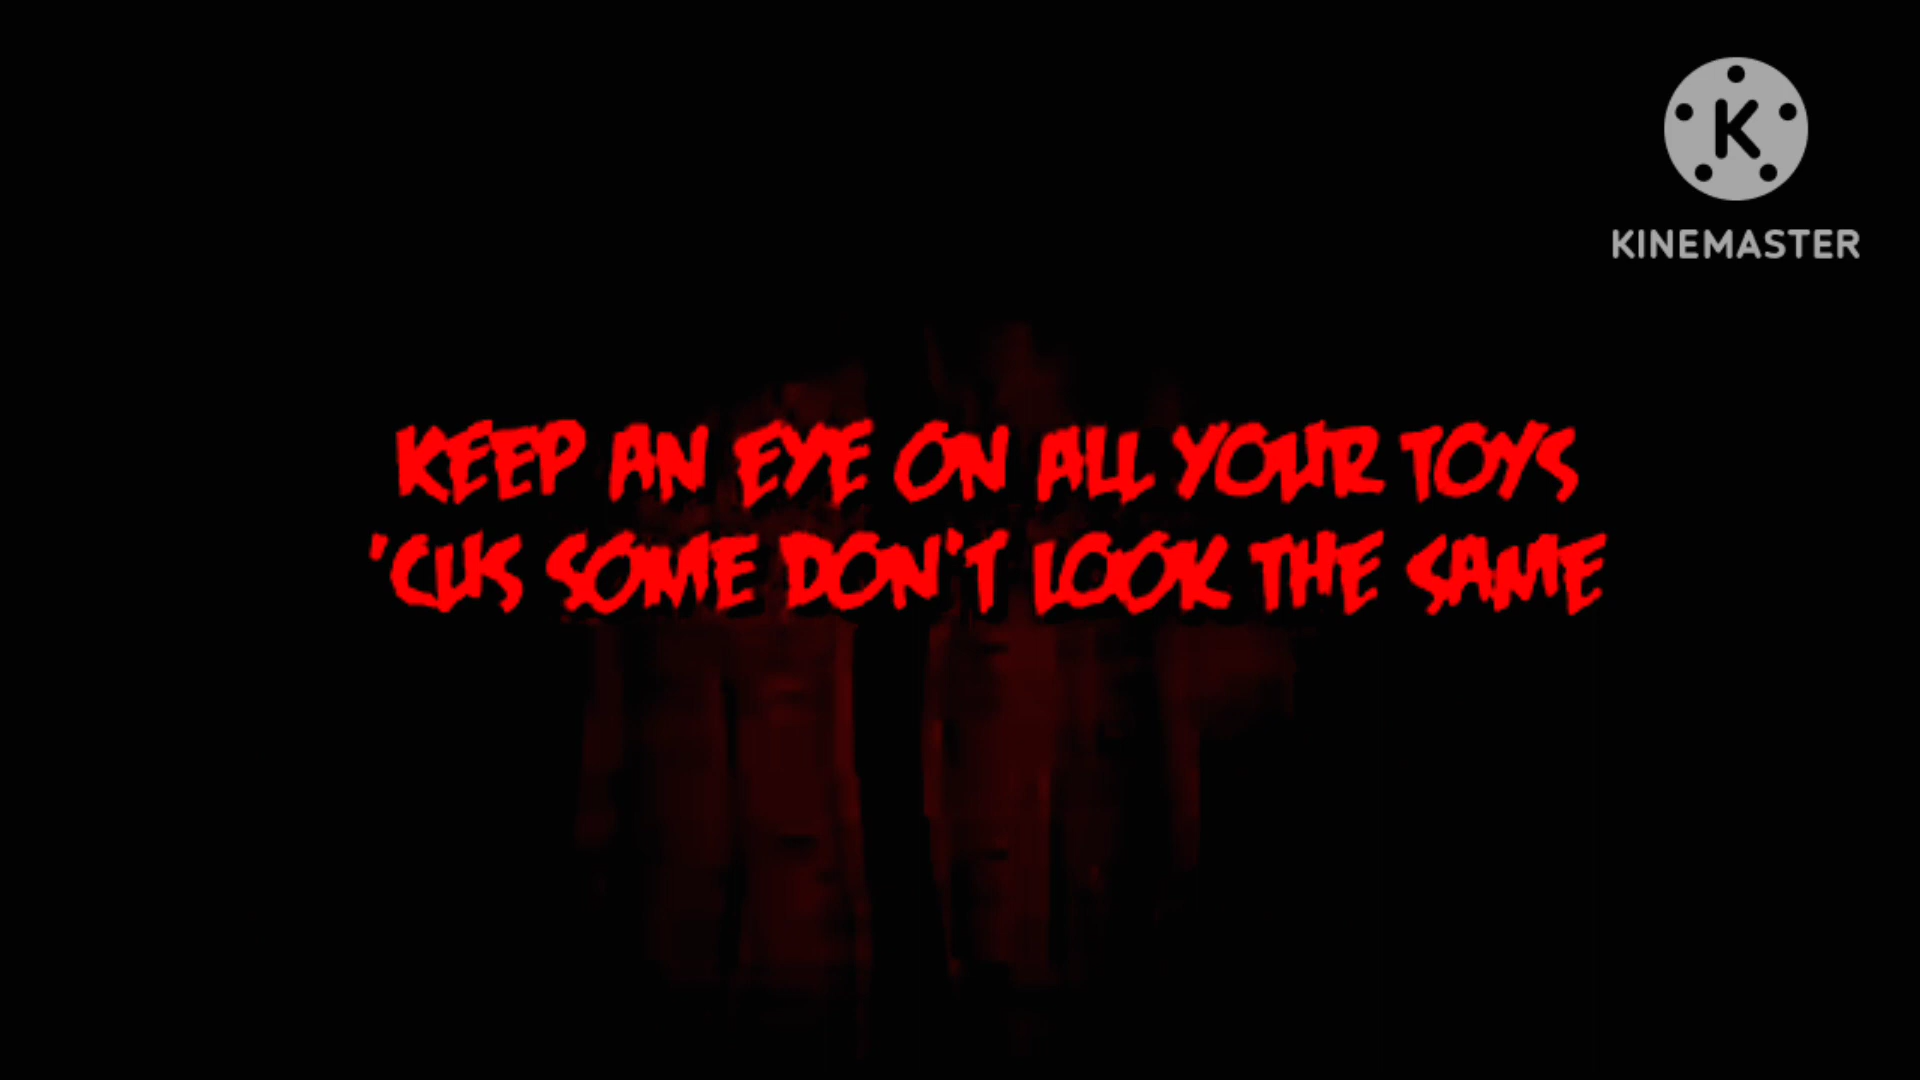 K
KINEMASTER
KEEP AN EYE ON ALL YOUR TOYS
'CUS SOME DON'T LOOK THE SAME